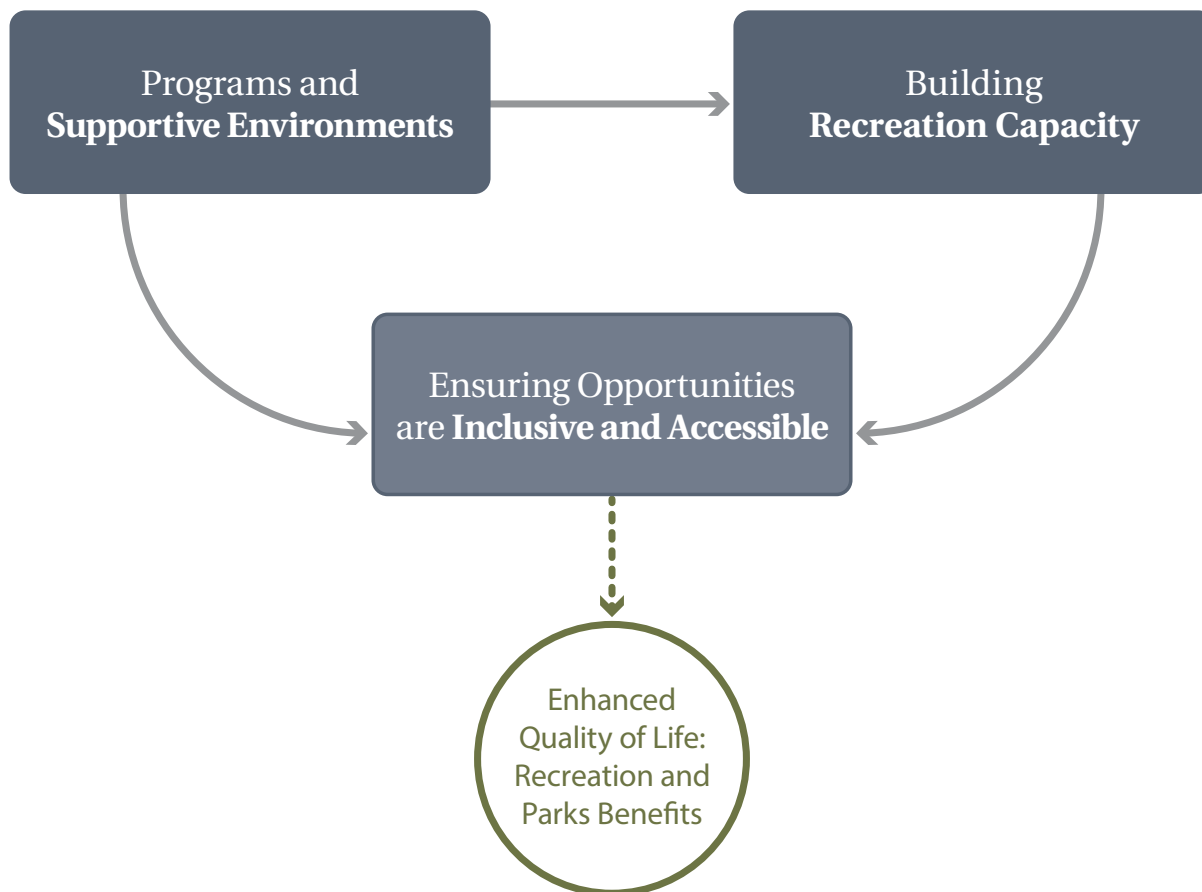 Programs and
Supportive Environments
Building
Recreation Capacity
Ensuring Opportunities
are Inclusive and Accessible
Enhanced
Quality of Life:
Recreation and
Parks Benefits